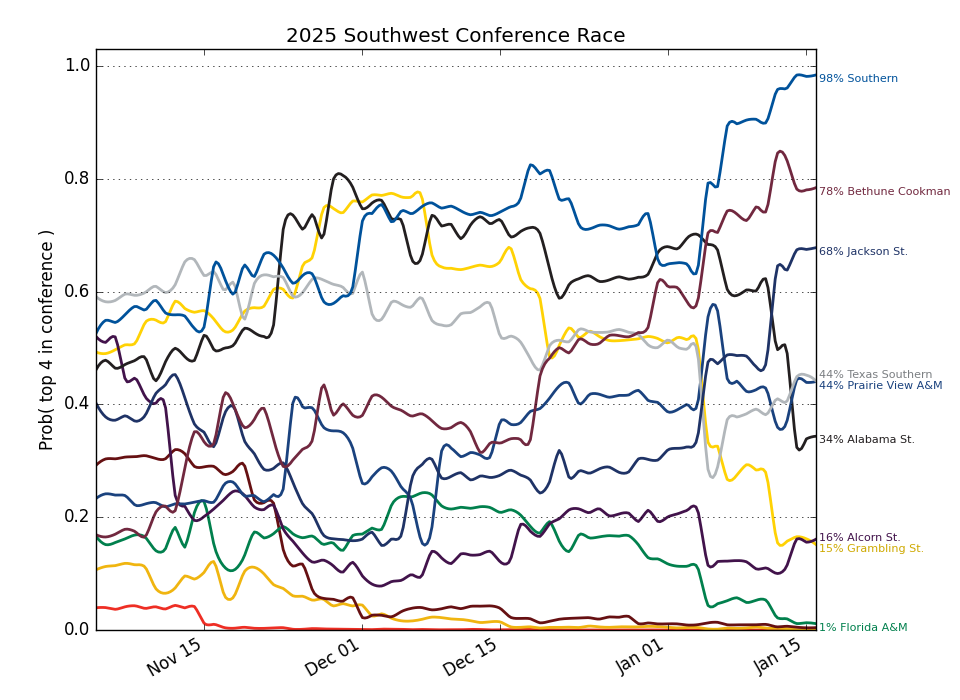 2025 Southwest Conference Race
Prob( top 4 in conference )
1.0
0.8
0.6
0.4
0.2
0.0
Nov 15
Dec 01
Dec 15
Jan 01
Jan 15
98% Southern
78% Bethune Cookman
68% Jackson St.
44% Texas Southern
44% Prairie View A&M
34% Alabama St.
16% Alcorn St.
15% Grambling St.
1% Florida A&M